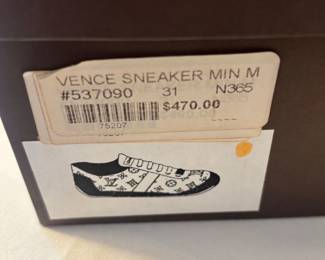 VENCE SNEAKER MIN M
#537090 31 N365
$470.00
75207